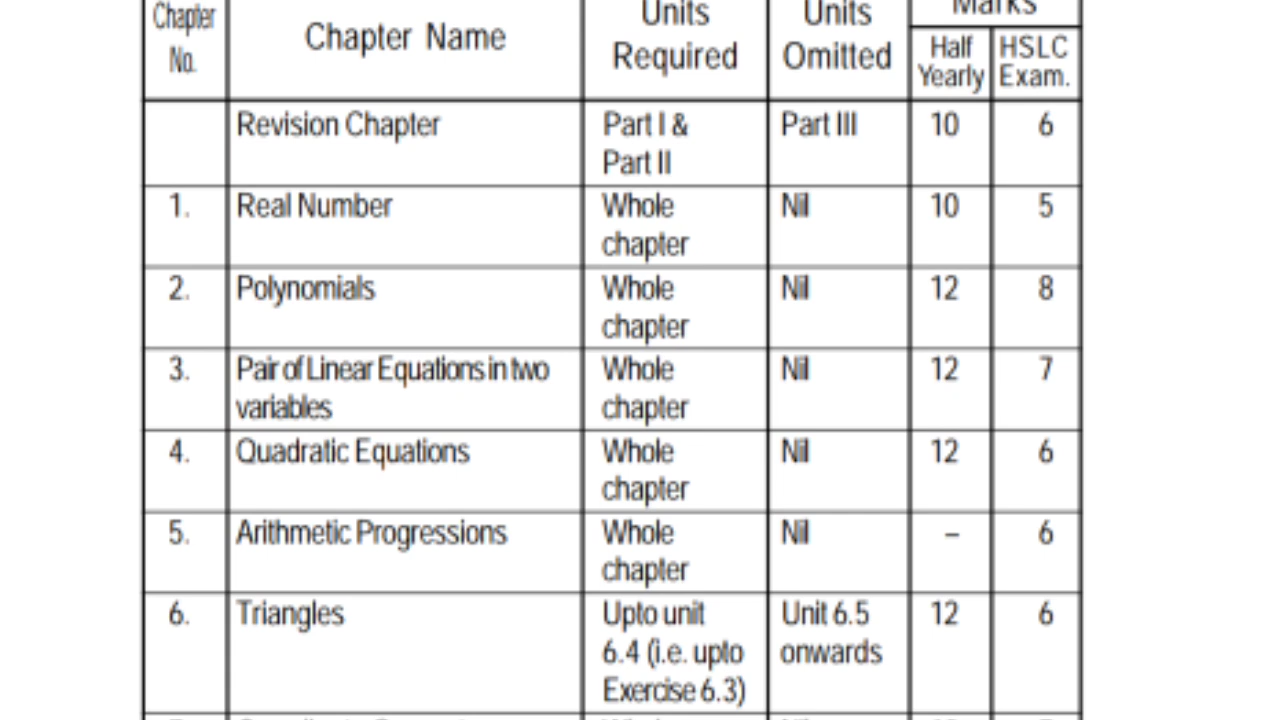 Chapter No. Chapter Name Units Required Units Omitted Marks
Half Yearly HSLC Exam.
Revision Chapter Part I & Part III 10 6
Part II
1. Real Number Whole Nil 10 5
chapter
2. Polynomials Whole Nil 12 8
chapter
3. Pair of Linear Equations in two Whole Nil 12 7
variables chapter
4. Quadratic Equations Whole Nil 12 6
chapter
5. Arithmetic Progressions Whole Nil – 6
chapter
6. Triangles Upto unit Unit 6.5 12 6
6.4 (i.e. upto onwards
Exercise 6.3)